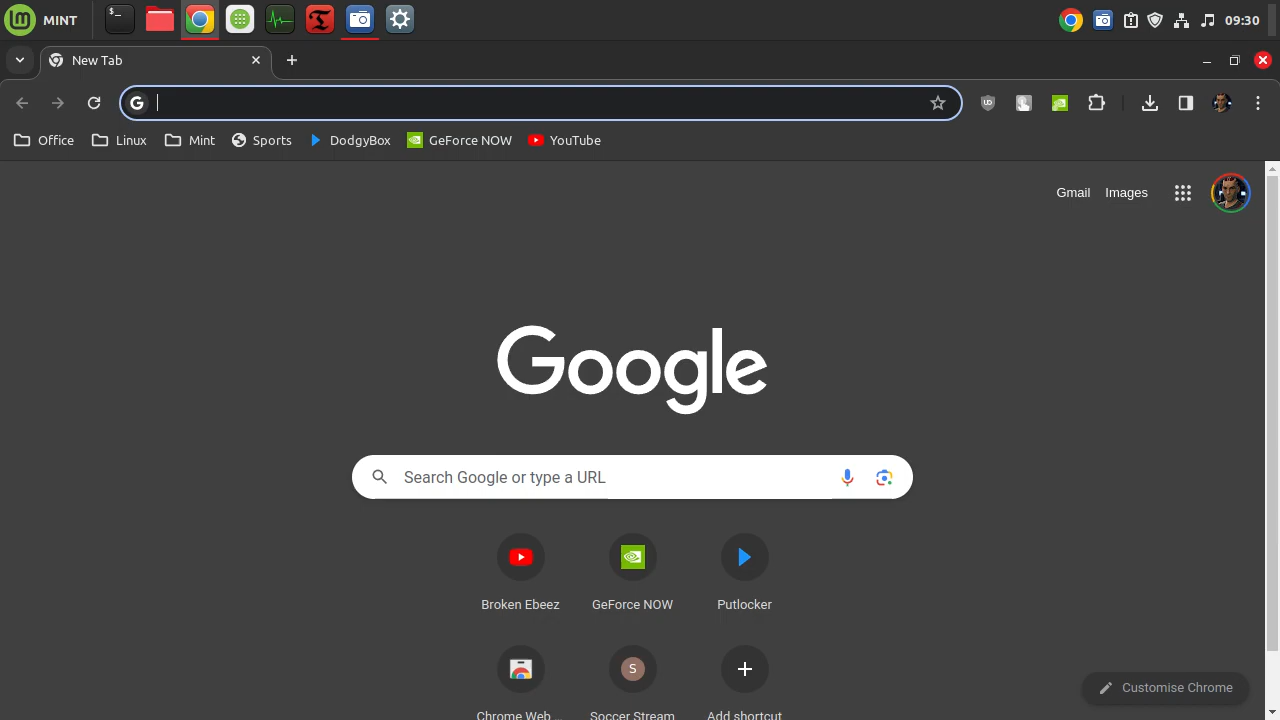 MINT
09:30
New Tab
Office
Linux
Mint
Sports
DodgyBox
GeForce NOW
YouTube
Gmail
Images
Google
Search Google or type a URL
Broken Ebeez
GeForce NOW
Putlocker
S
Chrome Web ...
Soccer Stream
Add shortcut
Customise Chrome